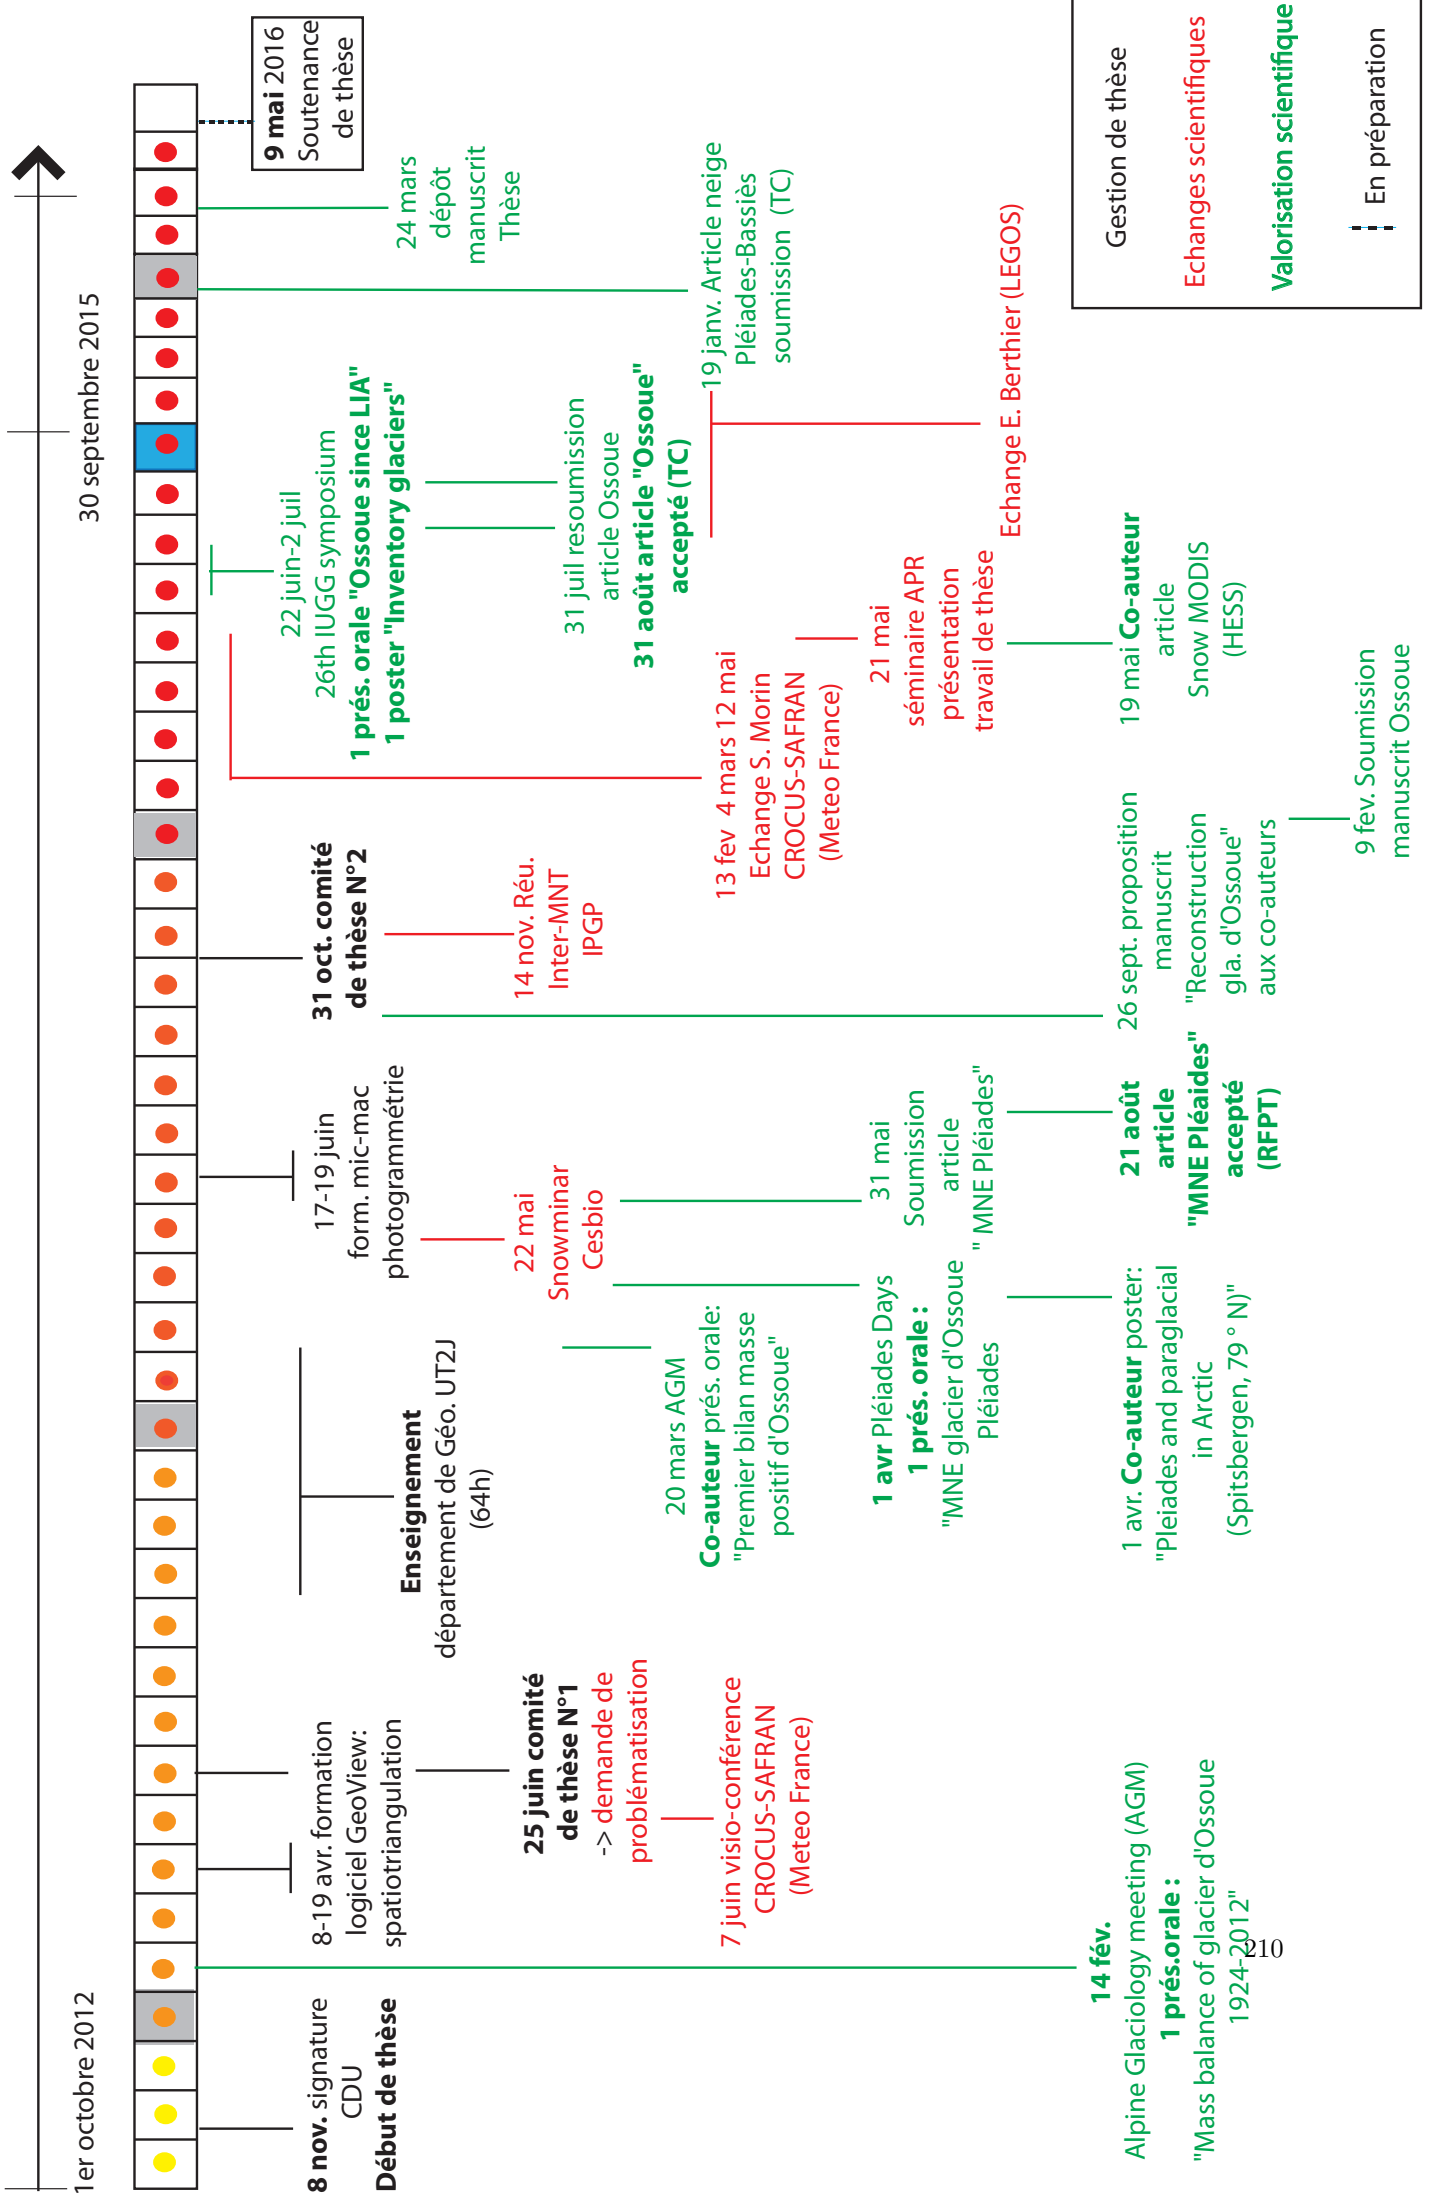 1er octobre 2012
30 septembre 2015
8 nov. signature
CDU
Début de thèse
14 fév.
Alpine Glaciology meeting (AGM)
1 prés.orale :
"Mass balance of glacier d'Ossoue
1924-2012"
8-19 avr. formation
logiciel GeoView:
spatiotriangulation
25 juin comité
de thèse N°1
-> demande de
problématisation
7 juin visio-conférence
CROCUS-SAFRAN
(Meteo France)
Enseignement
département de Géo. UT2J
(64h)
20 mars AGM
Co-auteur prés. orale:
"Premier bilan masse
positif d'Ossoue"
1 avr Pléiades Days
1 prés. orale :
"MNE glacier d'Ossoue
Pléiades
1 avr. Co-auteur poster:
"Pleiades and paraglacial
in Arctic
(Spitsbergen, 79 ° N)"
17-19 juin
form. mic-mac
photogrammétrie
22 mai
Snowminar
Cesbio
31 mai
Soumission
article
" MNE Pléiades"
21 août
article
"MNE Pléaides"
accepté
(RFPT)
31 oct. comité
de thèse N°2
14 nov. Réu.
Inter-MNT
IPGP
26 sept. proposition
manuscrit
"Reconstruction
gla. d'Ossoue"
aux co-auteurs
9 fev. Soumission
manuscrit Ossoue
13 fev 4 mars 12 mai
Echange S. Morin
CROCUS-SAFRAN
(Meteo France)
21 mai
séminaire APR
présentation
travail de thèse
19 mai Co-auteur
article
Snow MODIS
(HESS)
22 juin-2 juil
26th IUGG symposium
1 prés. orale "Ossoue since LIA"
1 poster "Inventory glaciers"
31 juil resoumission
article Ossoue
31 août article "Ossoue"
accepté (TC)
Echange E. Berthier (LEGOS)
19 janv. Article neige
Pléiades-Bassiès
soumission (TC)
24 mars
dépôt
manuscrit
Thèse
9 mai 2016
Soutenance
de thèse
Gestion de thèse
Echanges scientifiques
Valorisation scientifique
En préparation
210